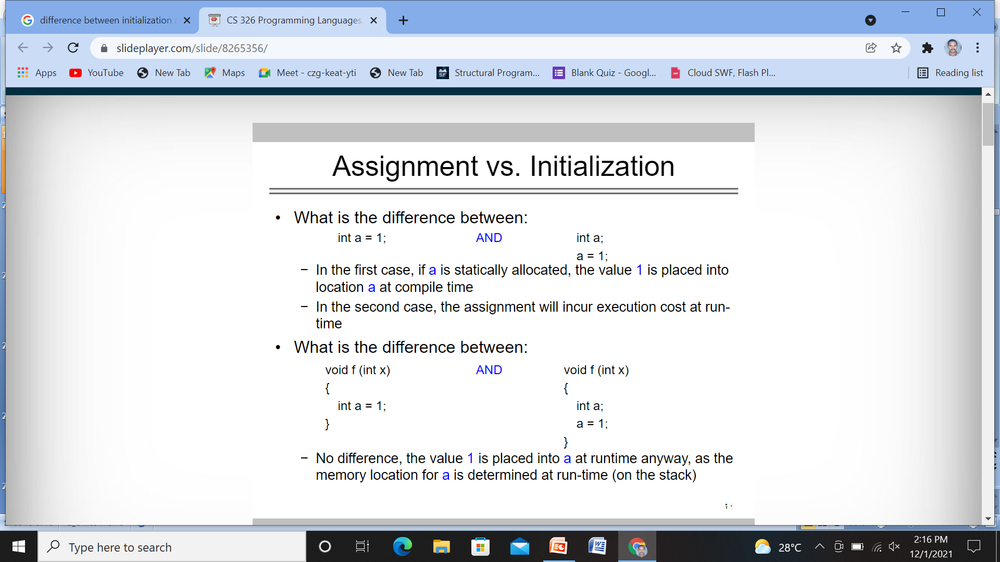 difference between initialization
CS 326 Programming Languages,
slideplayer.com/slide/8265356/
Apps YouTube New Tab Maps Meet - czg-keat-yti New Tab Structural Program... Blank Quiz - Googl... Cloud SWF, Flash Pl... Reading list
Assignment vs. Initialization
• What is the difference between:
int a = 1; AND int a;
a = 1;
– In the first case, if a is statically allocated, the value 1 is placed into
location a at compile time
– In the second case, the assignment will incur execution cost at run-
time
• What is the difference between:
void f (int x) AND void f (int x)
{ {
int a = 1; int a;
} a = 1;
}
– No difference, the value 1 is placed into a at runtime anyway, as the
memory location for a is determined at run-time (on the stack)
Type here to search
28°C
2:16 PM
12/1/2021